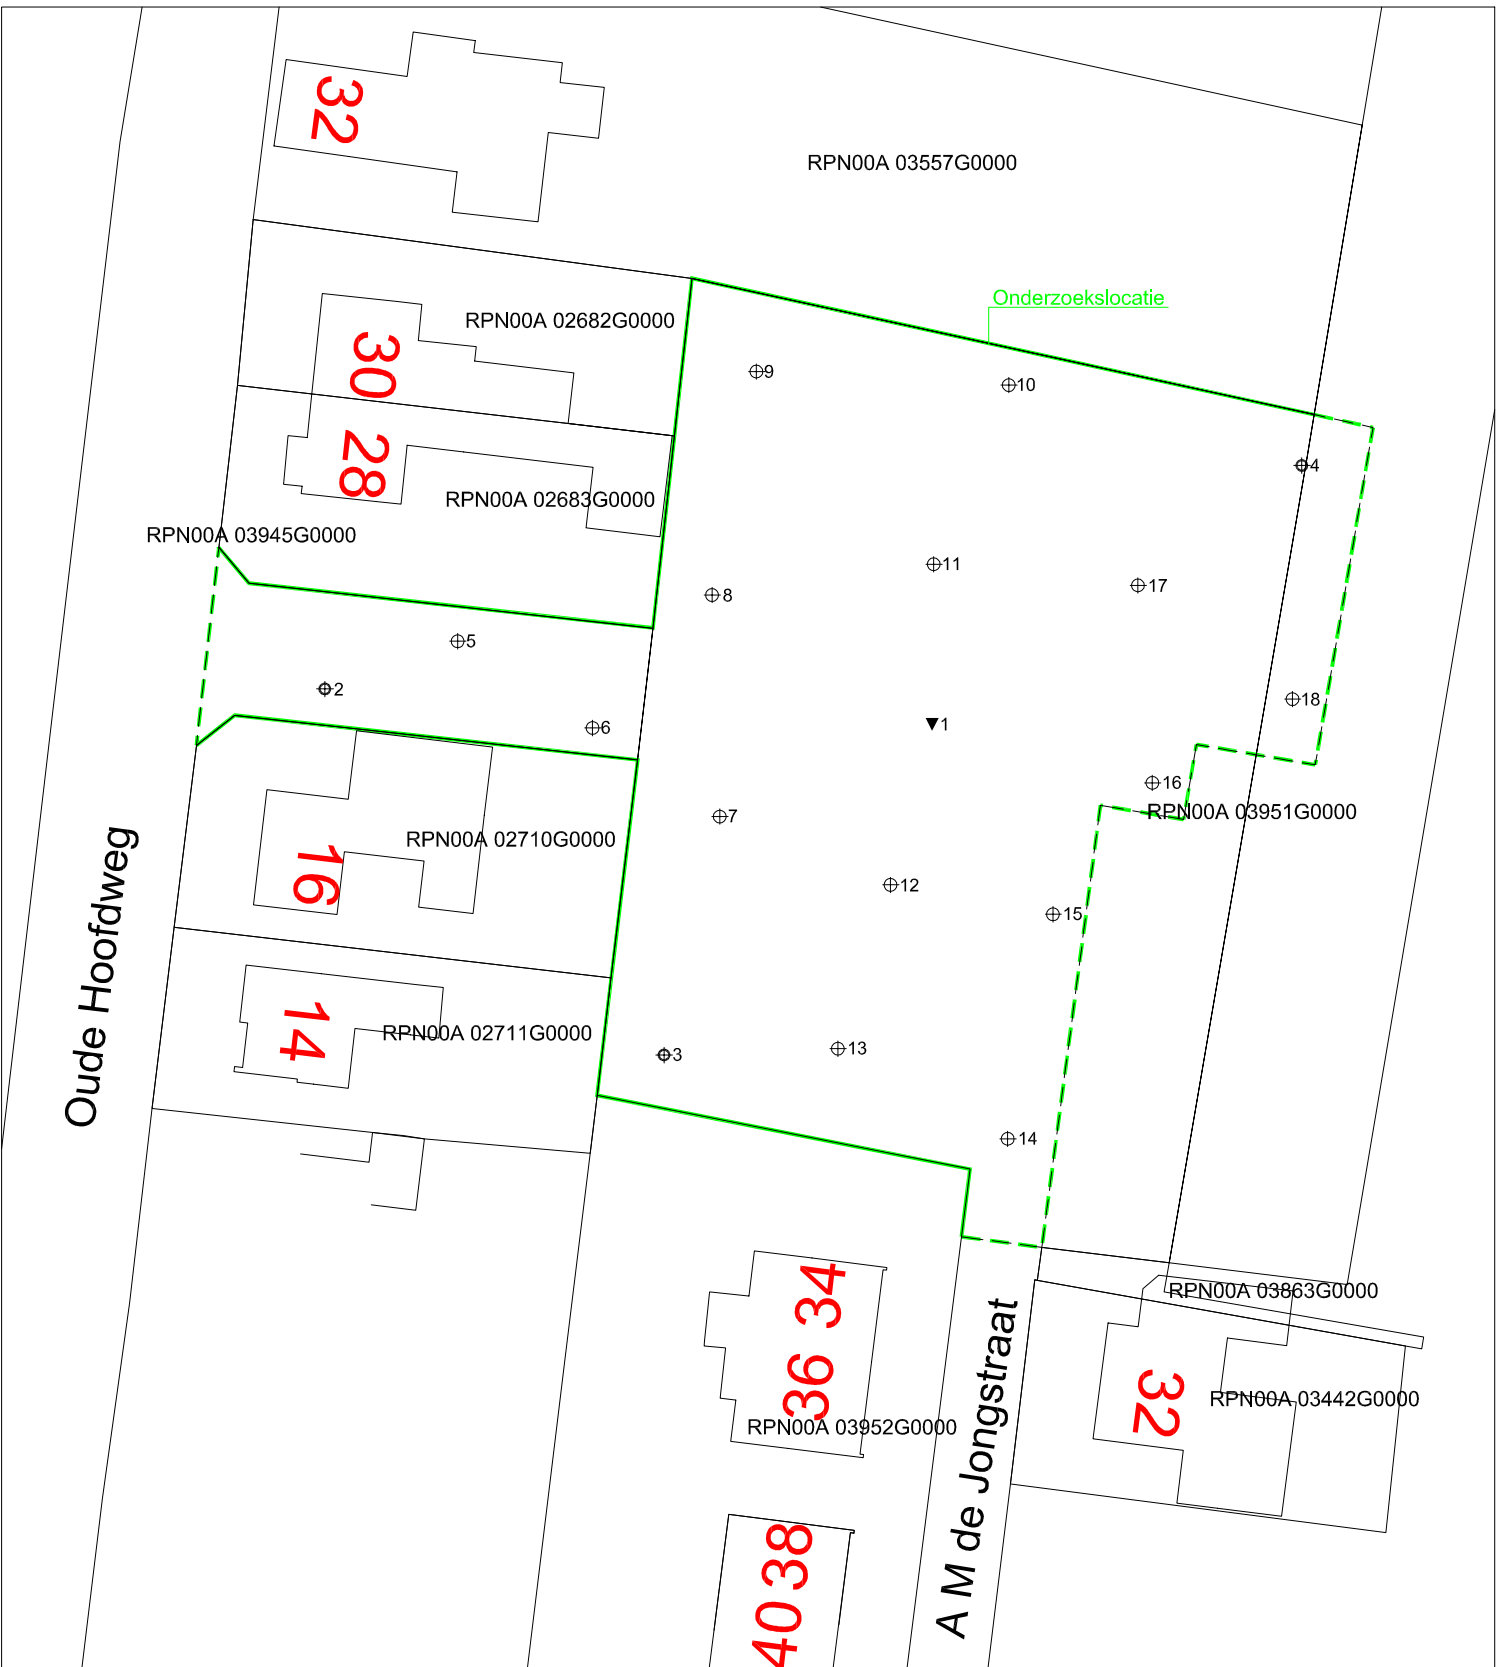 32
RPN00A 03557G0000
Onderzoekslocatie
RPN00A 02682G0000
30
9
10
28
4
RPN00A 02683G0000
RPN00A 03945G0000
11
17
8
5
2
18
6
1
16
RPN00A 03951G0000
7
RPN00A 02710G0000
16
12
15
Oude Hoofdweg
14
RPN00A 02711G0000
3
13
14
34
RPN00A 03863G0000
36
32
RPN00A 03442G0000
RPN00A 03952G0000
A M de Jongstraat
38
40